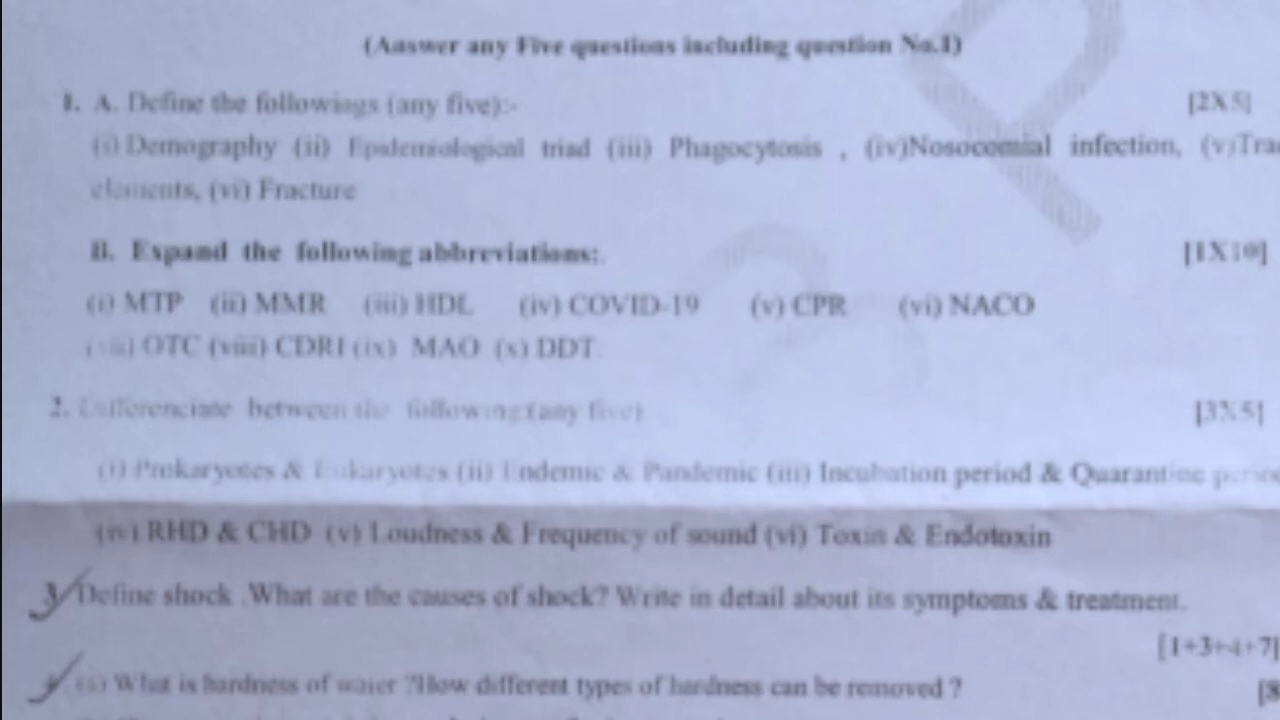 (Answer any Five questions including question No.1)
1. A. Define the followings (any five):- [2X5]
(i) Demography (ii) Epidemiological triad (iii) Phagocytosis , (iv)Nosocomial infection, (v)Tra
elements, (vi) Fracture
B. Expand the following abbreviations:. [1X10]
(i) MTP (ii) MMR (iii) HDL (iv) COVID-19 (v) CPR (vi) NACO
(vii) OTC (viii) CDRI (ix) MAO (x) DDT.
2. Differenciate between the following(any five) [3X5]
(i) Prokaryotes & Eukaryotes (ii) Endemic & Pandemic (iii) Incubation period & Quarantine perio
(iv) RHD & CHD (v) Loudness & Frequency of sound (vi) Toxin & Endotoxin
3. Define shock .What are the causes of shock? Write in detail about its symptoms & treatment.
[1+3+4+7]
(a) What is hardness of water ?How different types of hardness can be removed ? [8